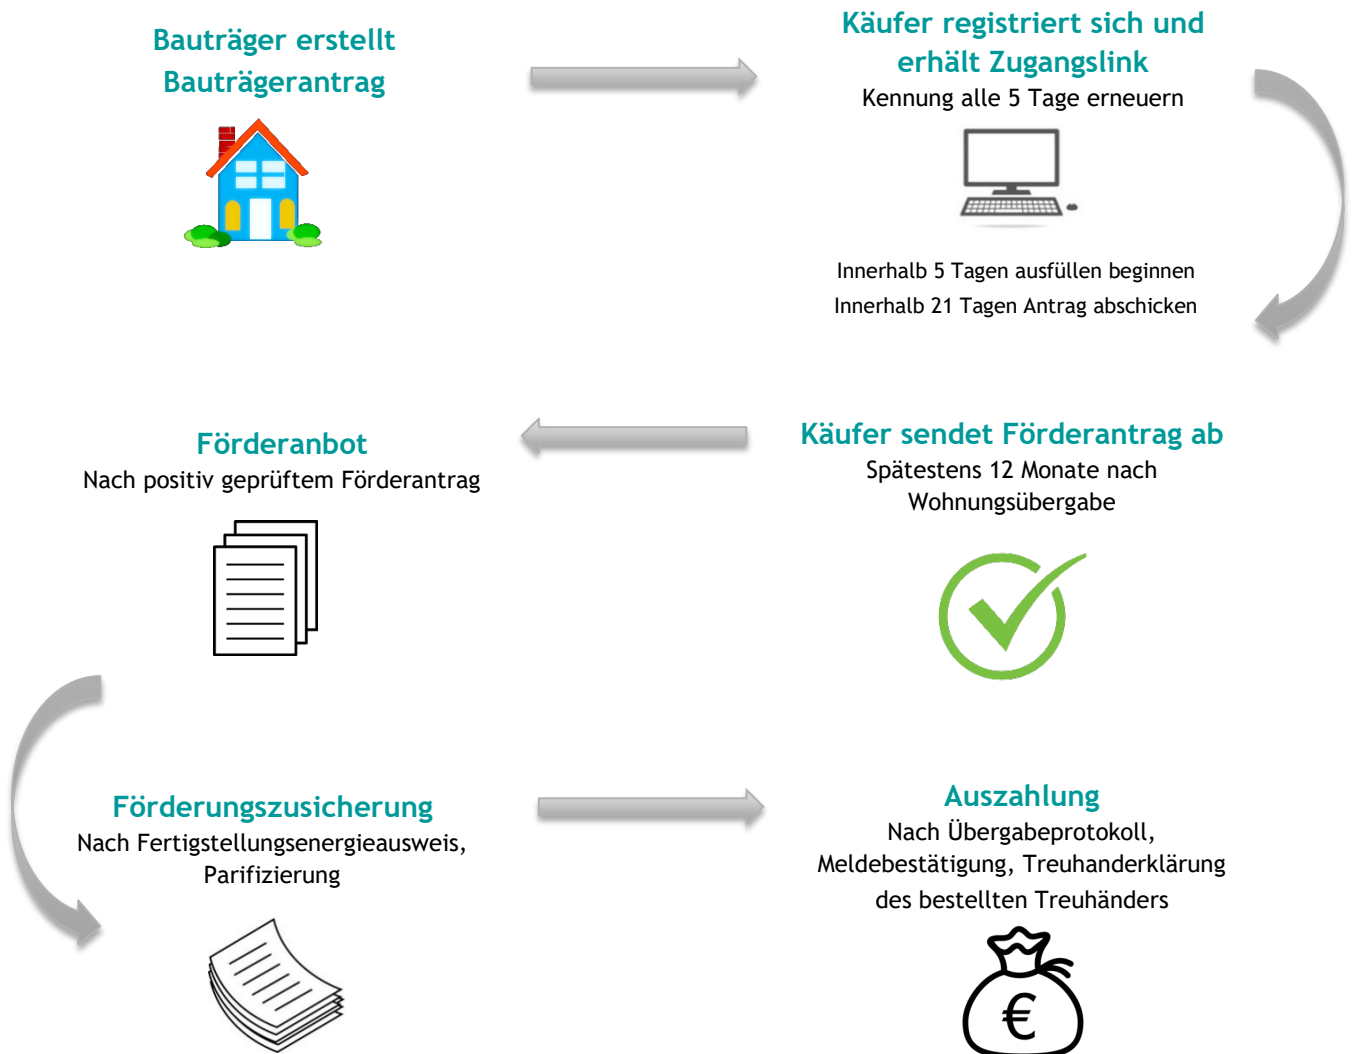 Bauträger erstellt
Bauträgerantrag
Käufer registriert sich und
erhält Zugangslink
Kennung alle 5 Tage erneuern
Innerhalb 5 Tagen ausfüllen beginnen
Innerhalb 21 Tagen Antrag abschicken
Käufer sendet Förderantrag ab
Spätestens 12 Monate nach
Wohnungsübergabe
Förderanbot
Nach positiv geprüftem Förderantrag
Förderungszusicherung
Nach Fertigstellungsenergieausweis,
Parifizierung
Auszahlung
Nach Übergabeprotokoll,
Meldebestätigung, Treuhanderklärung
des bestellten Treuhänders
€